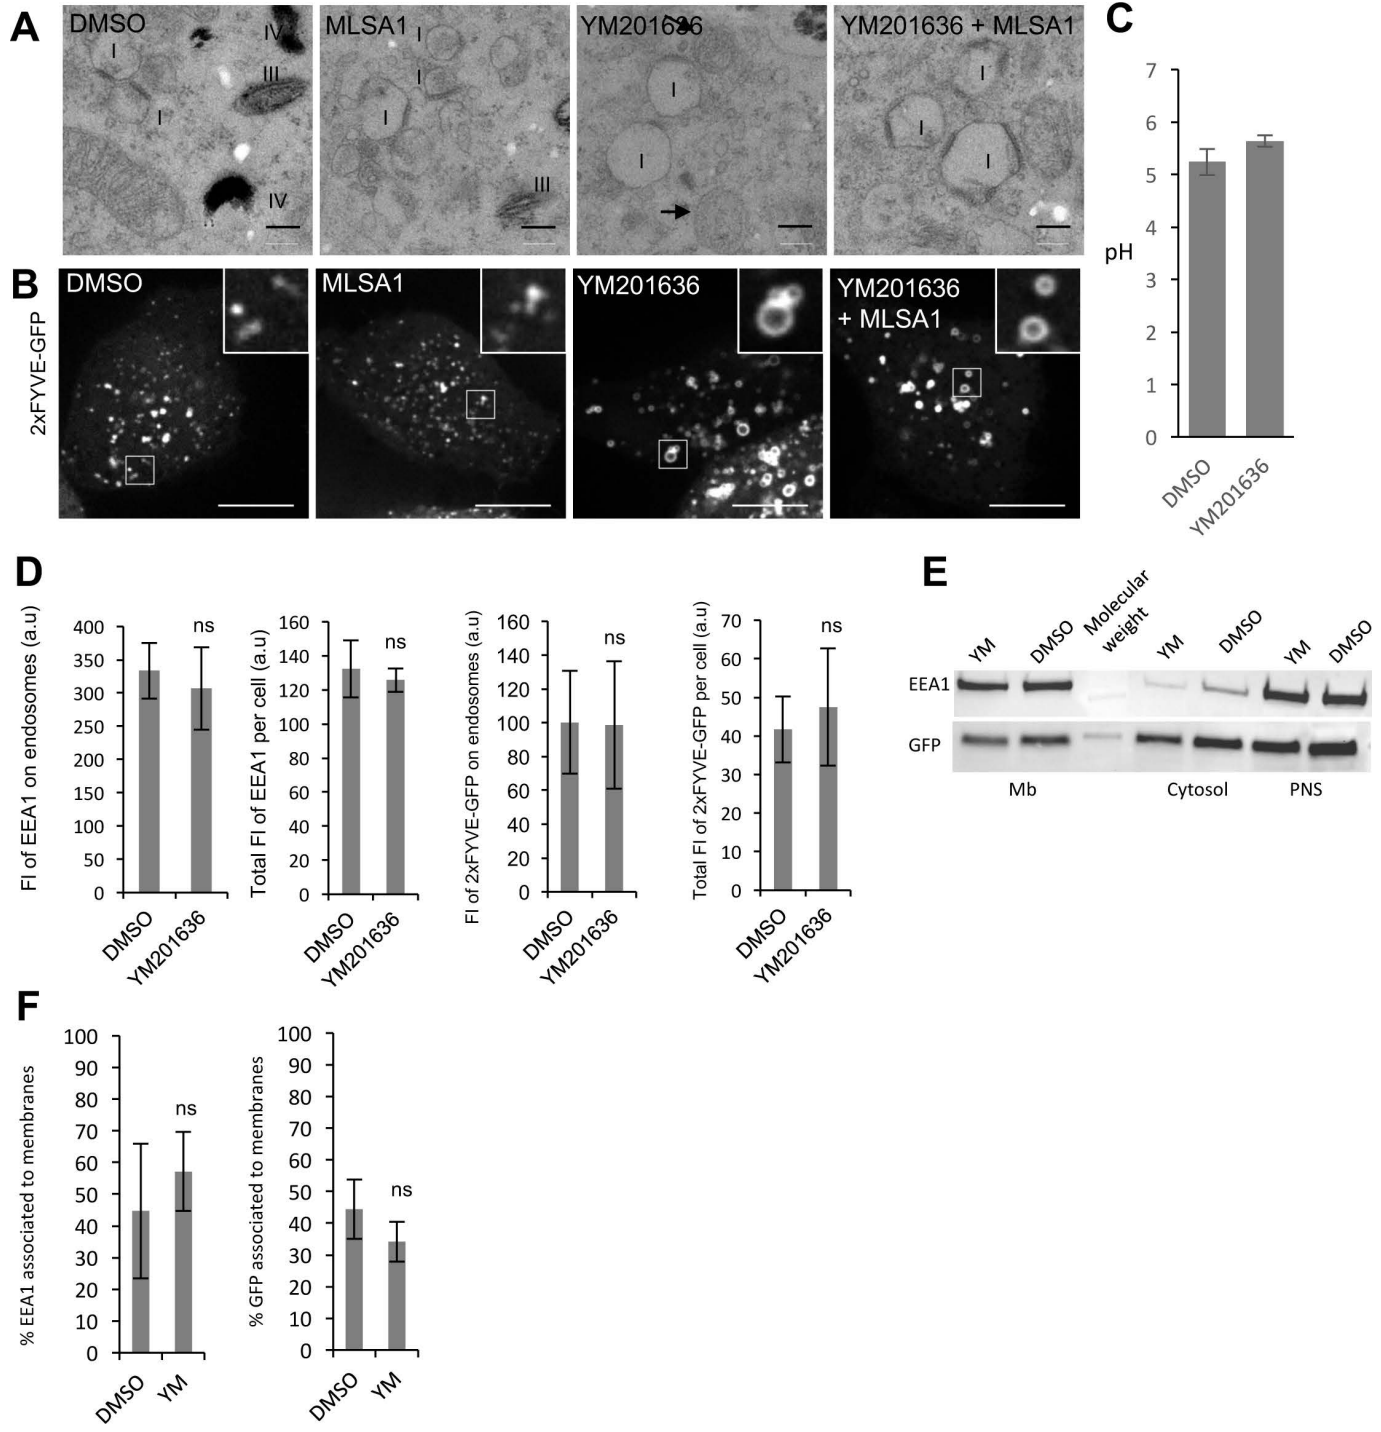 A
DMSO
I
IV
III
I
IV
MLSA1
I
I
I
III
YM201636
I
I
YM201636 + MLSA1
I
I
I
B
2xFYVE-GFP
DMSO
MLSA1
YM201636
YM201636
+ MLSA1
C
pH
7
6
5
4
3
2
1
0
DMSO
YM201636
D
FI of EEA1 on endosomes (a.u)
400
350
300
250
200
150
100
50
0
ns
DMSO
YM201636
Total FI of EEA1 per cell (a.u)
160
140
120
100
80
60
40
20
0
ns
DMSO
YM201636
FI of 2xFYVE-GFP on endosomes (a.u)
160
140
120
100
80
60
40
20
0
ns
DMSO
YM201636
Total FI of 2xFYVE-GFP per cell (a.u)
70
60
50
40
30
20
10
0
ns
DMSO
YM201636
E
YM
DMSO
Molecular
weight
YM
DMSO
YM
DMSO
EEA1
GFP
Mb
Cytosol
PNS
F
% EEA1 associated to membranes
100
90
80
70
60
50
40
30
20
10
0
ns
DMSO
YM
% GFP associated to membranes
100
90
80
70
60
50
40
30
20
10
0
ns
DMSO
YM